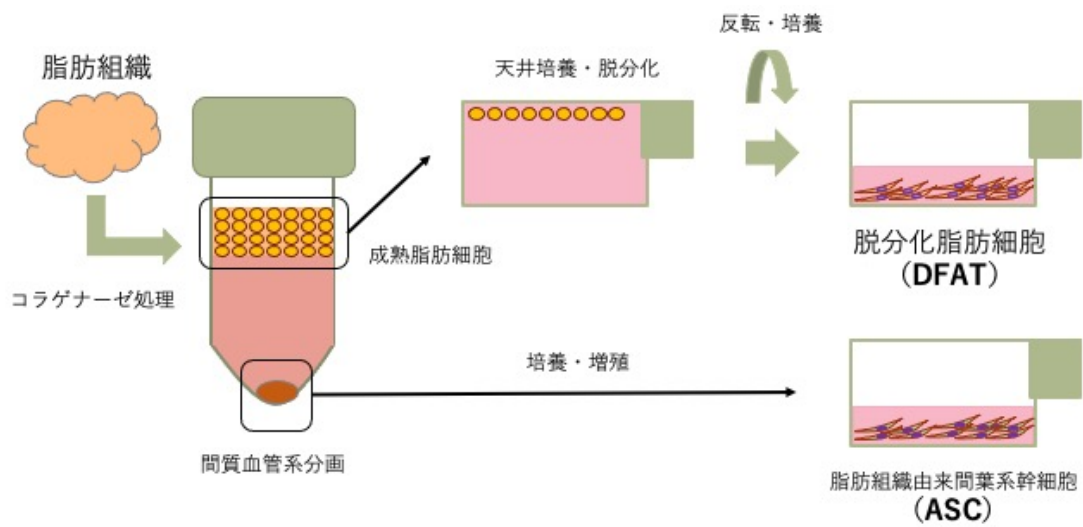 脂肪組織
コラゲナーゼ処理
成熟脂肪細胞
間質血管系分画
天井培養・脱分化
反転・培養
脱分化脂肪細胞
（DFAT）
培養・増殖
脂肪組織由来間葉系幹細胞
（ASC）